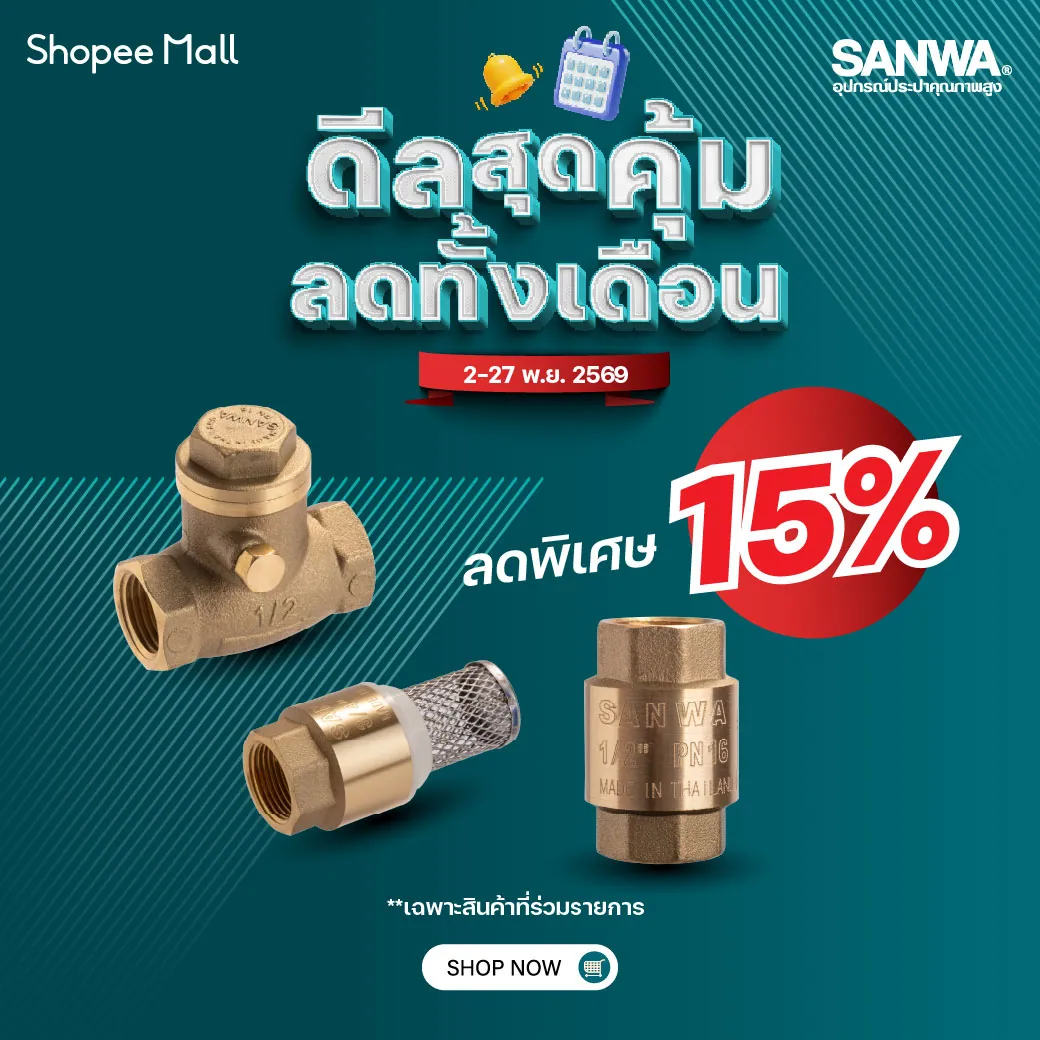 Shopee Mall
SANWA®
อุปกรณ์ประปาคุณภาพสูง
ดีลสุดคุ้ม
ลดทั้งเดือน
2-27 พ.ย. 2569
ลดพิเศษ 15%
SANWA
1/2
SANWA
1/2" PN16
MADE IN THAILAN
**เฉพาะสินค้าที่ร่วมรายการ
SHOP NOW